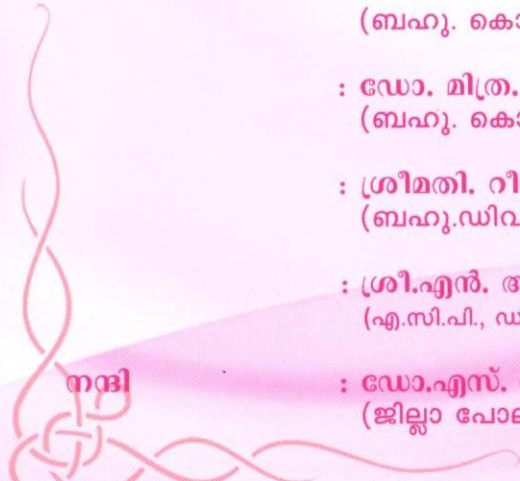 (ബഹു. കൊ
: ഡോ. മിത്ര.
(ബഹു. കൊ
: ശ്രീമതി. റീ
(ബഹു.ഡിവ
: ശ്രീ.എൻ.
(എ.സി.പി., ഡ
നന്ദി : ഡോ.എസ്.
(ജില്ലാ പോല